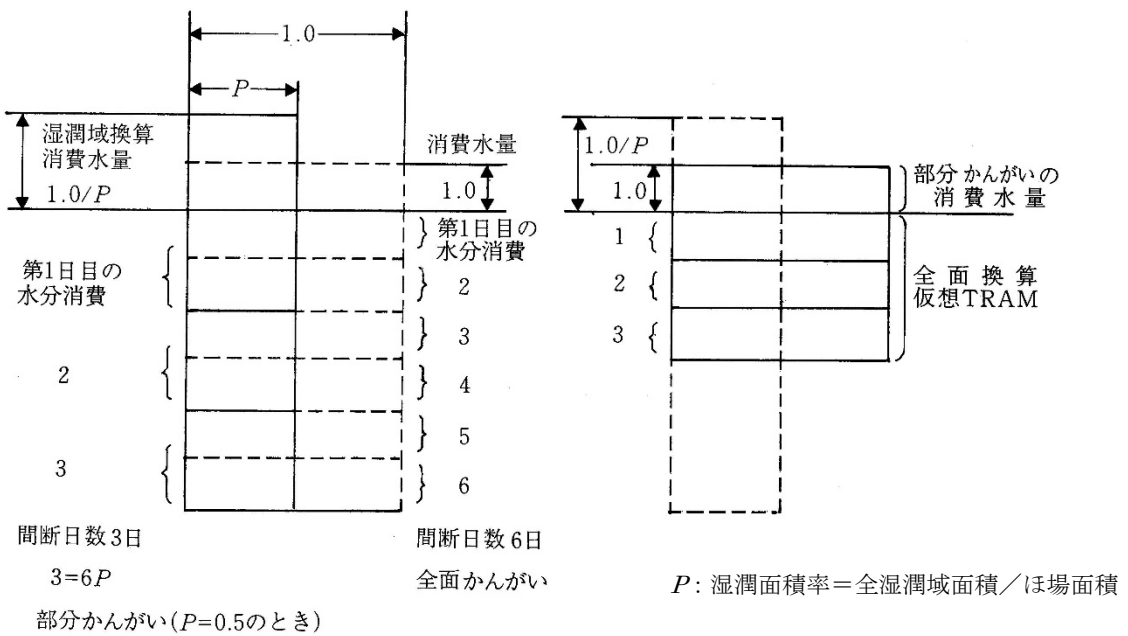 1.0
P
湿潤域換算
消費水量
1.0/P
消費水量
1.0
第1日目の
水分消費
2
3
4
5
6
第1日目の
水分消費
2
3
間断日数3日
3=6P
部分かんがい(P=0.5のとき)
間断日数6日
全面かんがい
1.0/P
1.0
部分かんがいの
消費水量
1
2
3
全面換算
仮想TRAM
P: 湿潤面積率＝全湿潤域面積／ほ場面積